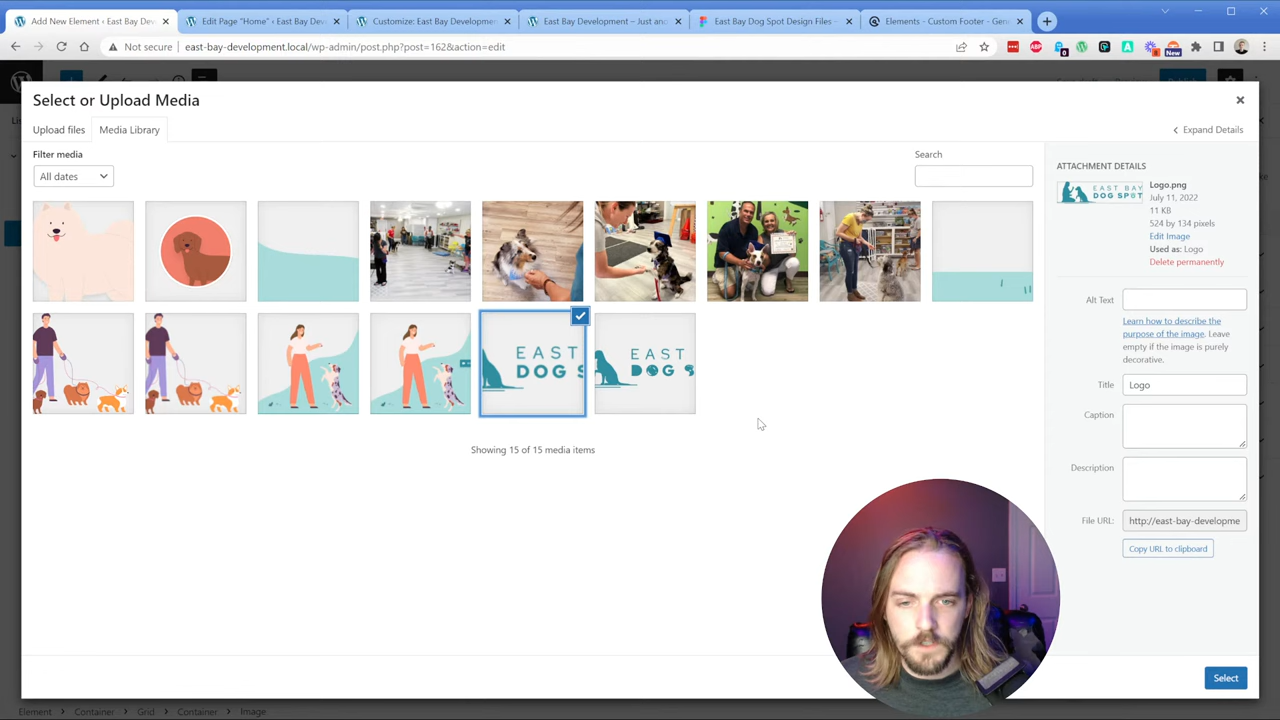 Add New Element ‹ East Bay Dev
Edit Page “Home” ‹ East Bay Dev
Customize: East Bay Development
East Bay Development – Just an
East Bay Dog Spot Design Files -
Elements - Custom Footer - Gen
Not secure
east-bay-development.local/wp-admin/post.php?post=162&action=edit
ABP
New
Select or Upload Media
Upload files
Media Library
Expand Details
Filter media
All dates
Search
ATTACHMENT DETAILS
EAST BAY
DOG SPOT
Logo.png
July 11, 2022
11 KB
524 by 134 pixels
Edit Image
Used as: Logo
Delete permanently
EAST
DOG S
EAST
DOG S
Showing 15 of 15 media items
Alt Text
Learn how to describe the
purpose of the image. Leave
empty if the image is purely
decorative.
Title
Logo
Caption
Description
File URL:
http://east-bay-developme
Copy URL to clipboard
Select
Element
Container
Grid
Container
Image